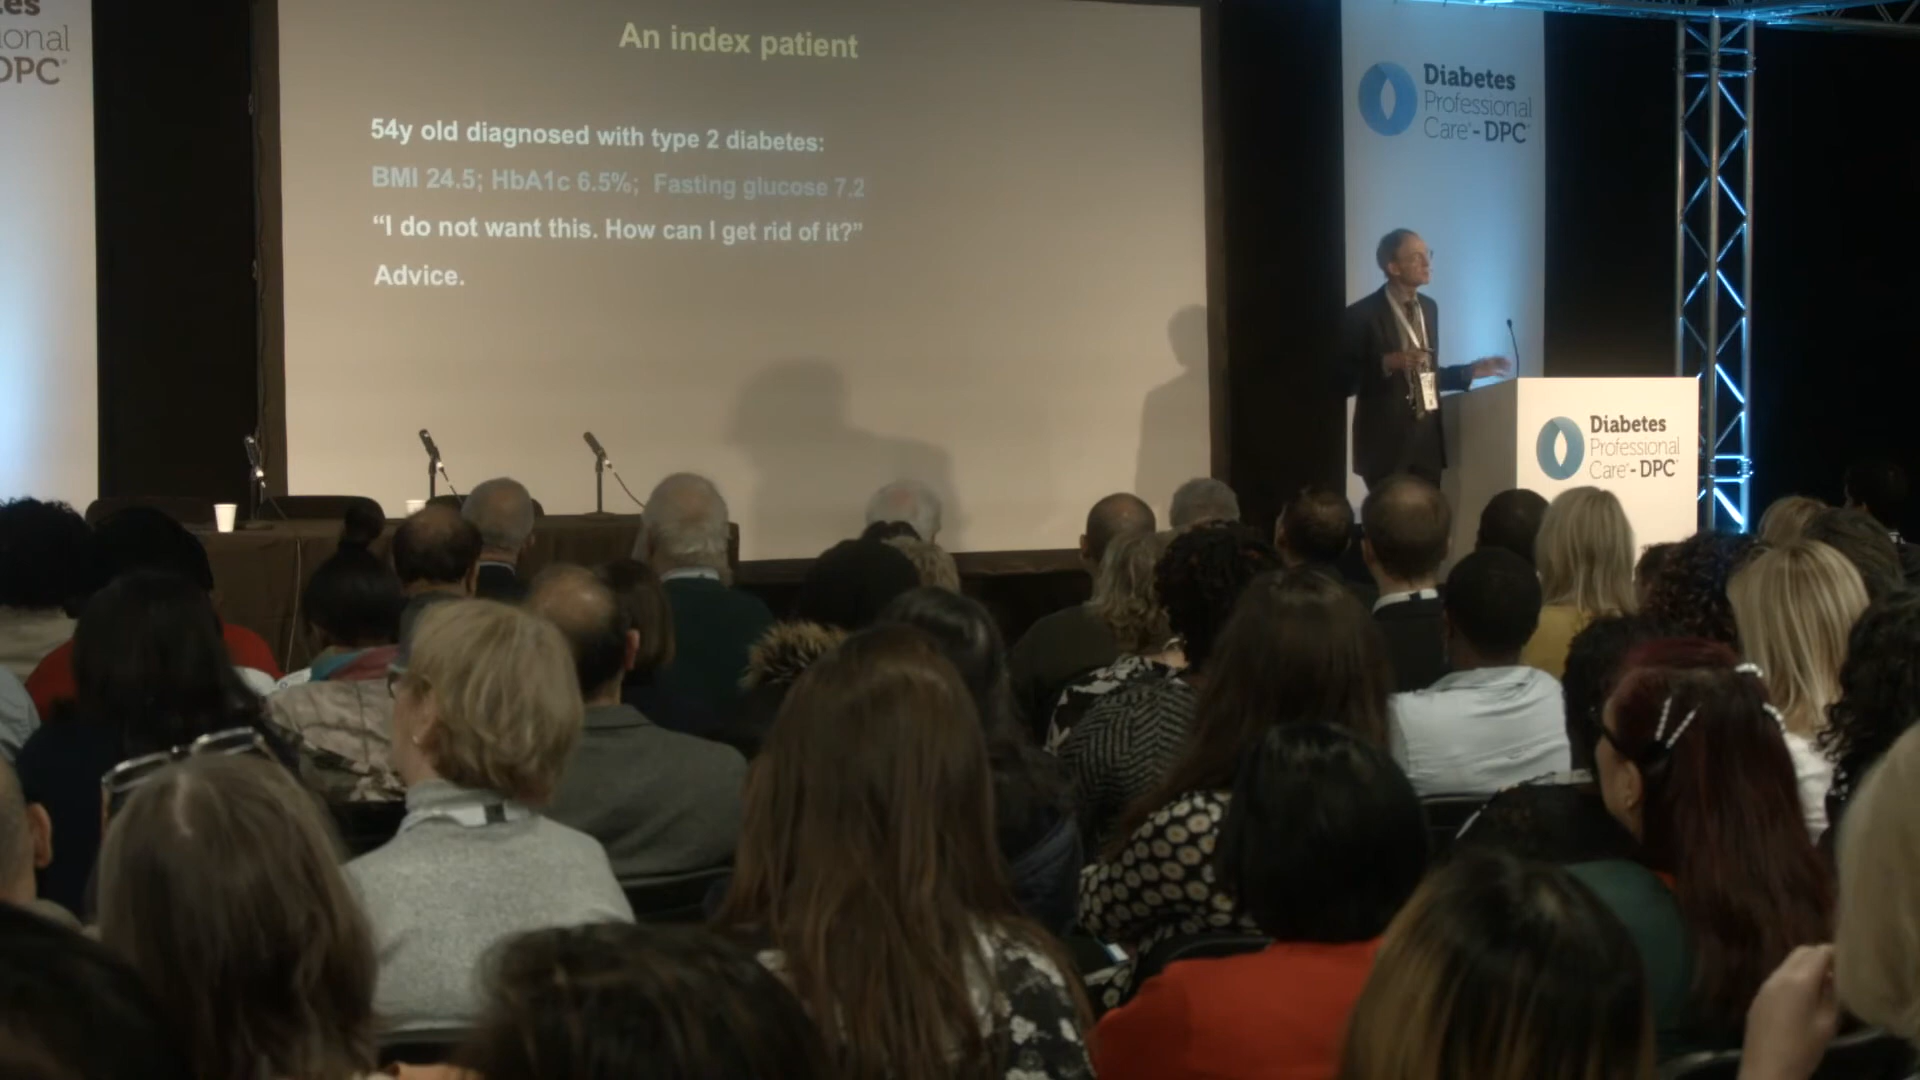 An index patient
54y old diagnosed with type 2 diabetes:
BMI 24.5; HbA1c 6.5%; Fasting glucose 7.2
“I do not want this. How can I get rid of it?”
Advice.
Diabetes
Professional
Care - DPC
Diabetes
Professional
Care - DPC
DPC